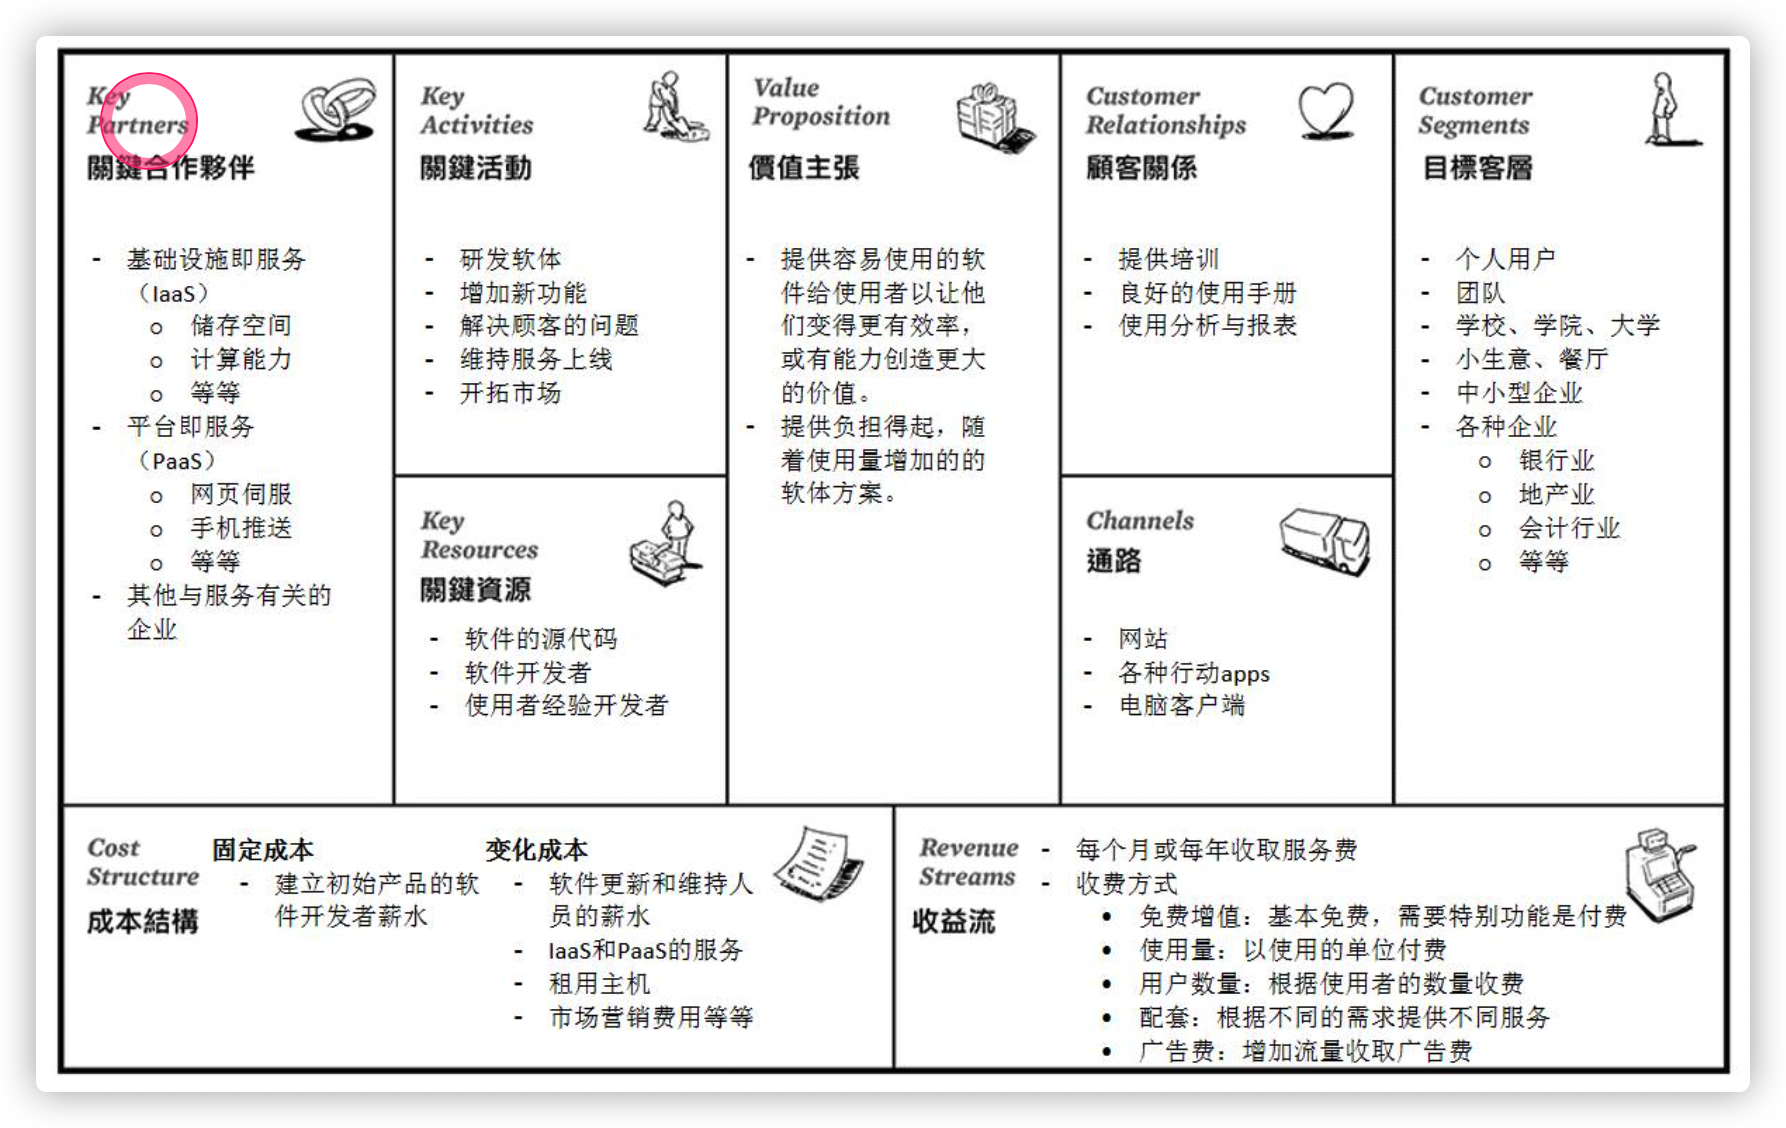 Key
Partners
關鍵合作夥伴
- 基础设施即服务
（IaaS）
o 储存空间
o 计算能力
o 等等
- 平台即服务
（PaaS）
o 网页伺服
o 手机推送
o 等等
- 其他与服务有关的
企业
Key
Activities
關鍵活動
- 研发软体
- 增加新功能
- 解决顾客的问题
- 维持服务上线
- 开拓市场
Key
Resources
關鍵資源
- 软件的源代码
- 软件开发者
- 使用者经验开发者
Value
Proposition
價值主張
- 提供容易使用的软
件给使用者以让他
们变得更有效率，
或有能力创造更大
的价值。
- 提供负担得起，随
着使用量增加的的
软体方案。
Customer
Relationships
顧客關係
- 提供培训
- 良好的使用手册
- 使用分析与报表
Channels
通路
- 网站
- 各种行动apps
- 电脑客户端
Customer
Segments
目標客層
- 个人用户
- 团队
- 学校、学院、大学
- 小生意、餐厅
- 中小型企业
- 各种企业
o 银行业
o 地产业
o 会计行业
o 等等
Cost
Structure
成本結構
固定成本
- 建立初始产品的软
件开发者薪水
变化成本
- 软件更新和维持人
员的薪水
- IaaS和PaaS的服务
- 租用主机
- 市场营销费用等等
Revenue
Streams
收益流
- 每个月或每年收取服务费
- 收费方式
• 免费增值：基本免费，需要特别功能是付费
• 使用量：以使用的单位付费
• 用户数量：根据使用者的数量收费
• 配套：根据不同的需求提供不同服务
• 广告费：增加流量收取广告费